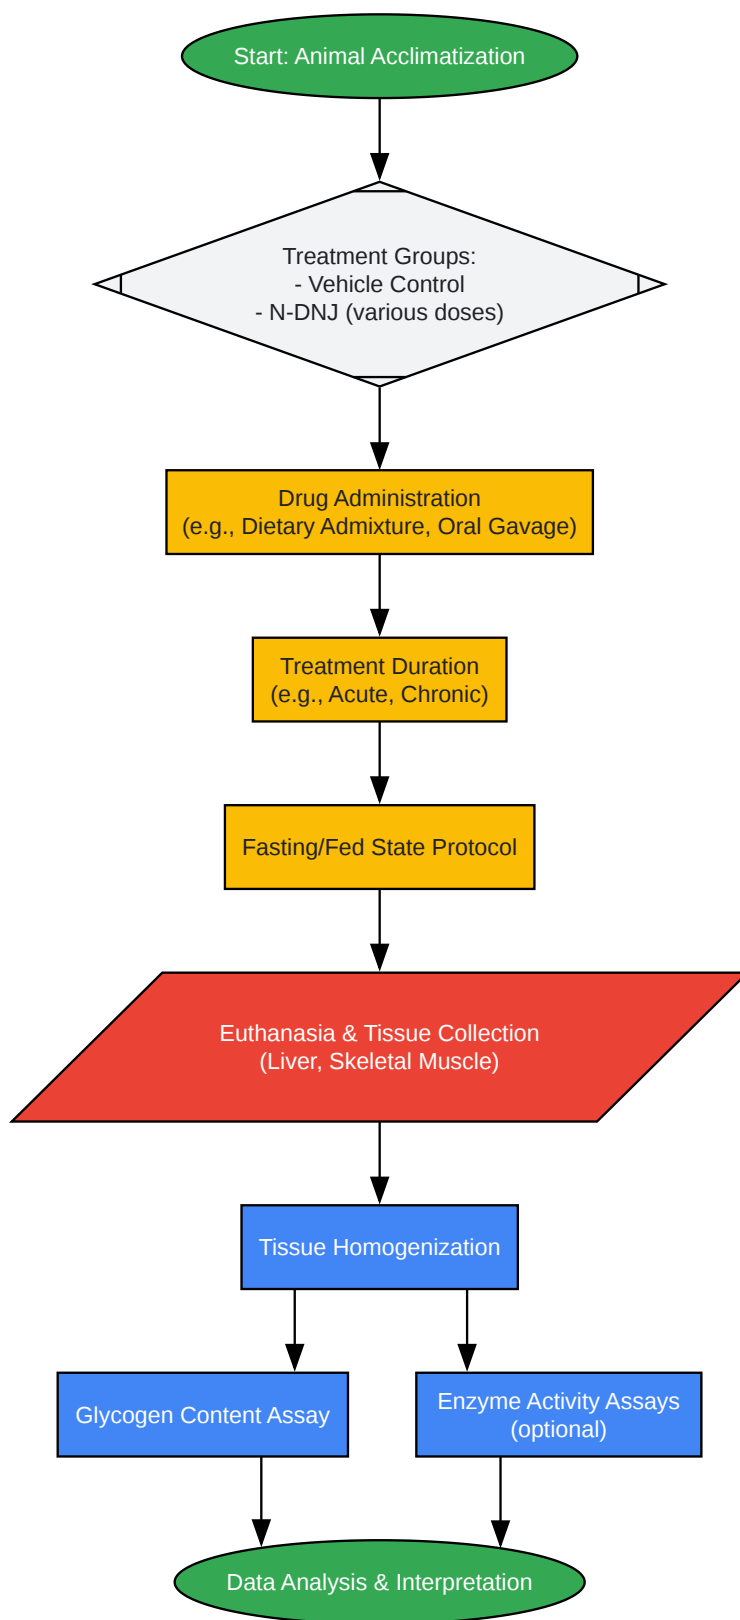 Start: Animal Acclimatization
Treatment Groups:
- Vehicle Control
- N-DNJ (various doses)
Drug Administration
(e.g., Dietary Admixture, Oral Gavage)
Treatment Duration
(e.g., Acute, Chronic)
Fasting/Fed State Protocol
Euthanasia & Tissue Collection
(Liver, Skeletal Muscle)
Tissue Homogenization
Glycogen Content Assay
Enzyme Activity Assays
(optional)
Data Analysis & Interpretation